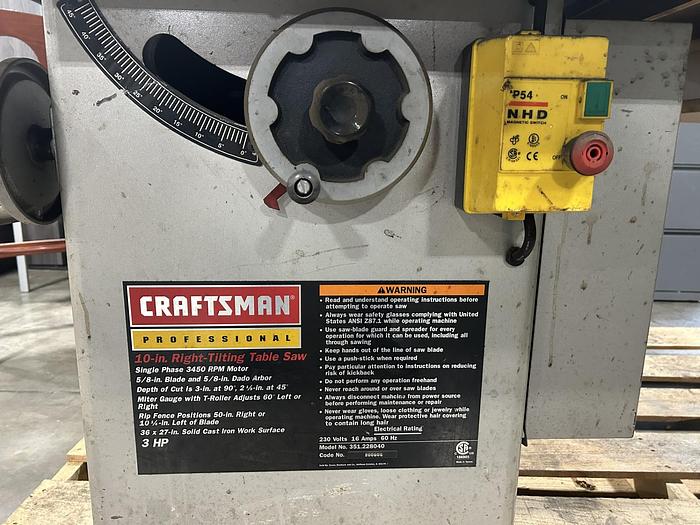 45° 40° 35° 30° 25° 20° 15° 10° 5° 0°
IP54
ON
NHD
MAGNETIC SWITCH
CE
OFF
CRAFTSMAN®
PROFESSIONAL
10-in. Right-Tilting Table Saw
Single Phase 3450 RPM Motor
5/8-in. Blade and 5/8-in. Dado Arbor
Depth of Cut is 3-in. at 90°, 2 1/8-in. at 45°
Miter Gauge with T-Roller Adjusts 60° Left or
Right
Rip Fence Positions 50-in. Right or
10 1/4-in. Left of Blade
36 x 27-in. Solid Cast Iron Work Surface
3 HP
⚠WARNING
• Read and understand operating instructions before
attempting to operate saw
• Always wear safety glasses complying with United
States ANSI Z87.1 while operating machine
• Use saw-blade guard and spreader for every
operation for which it can be used, including all
through sawing
• Keep hands out of the line of saw blade
• Use a push-stick when required
• Pay particular attention to instructions on reducing
risk of kickback
• Do not perform any operation freehand
• Never reach around or over saw blades
• Always disconnect machine from power source
before performing maintenance or repair
• Never wear gloves, loose clothing or jewelry while
operating machine. Wear protective hair covering
to contain long hair
Electrical Rating
230 Volts 16 Amps 60 Hz
Model No. 351.228040
Code No.